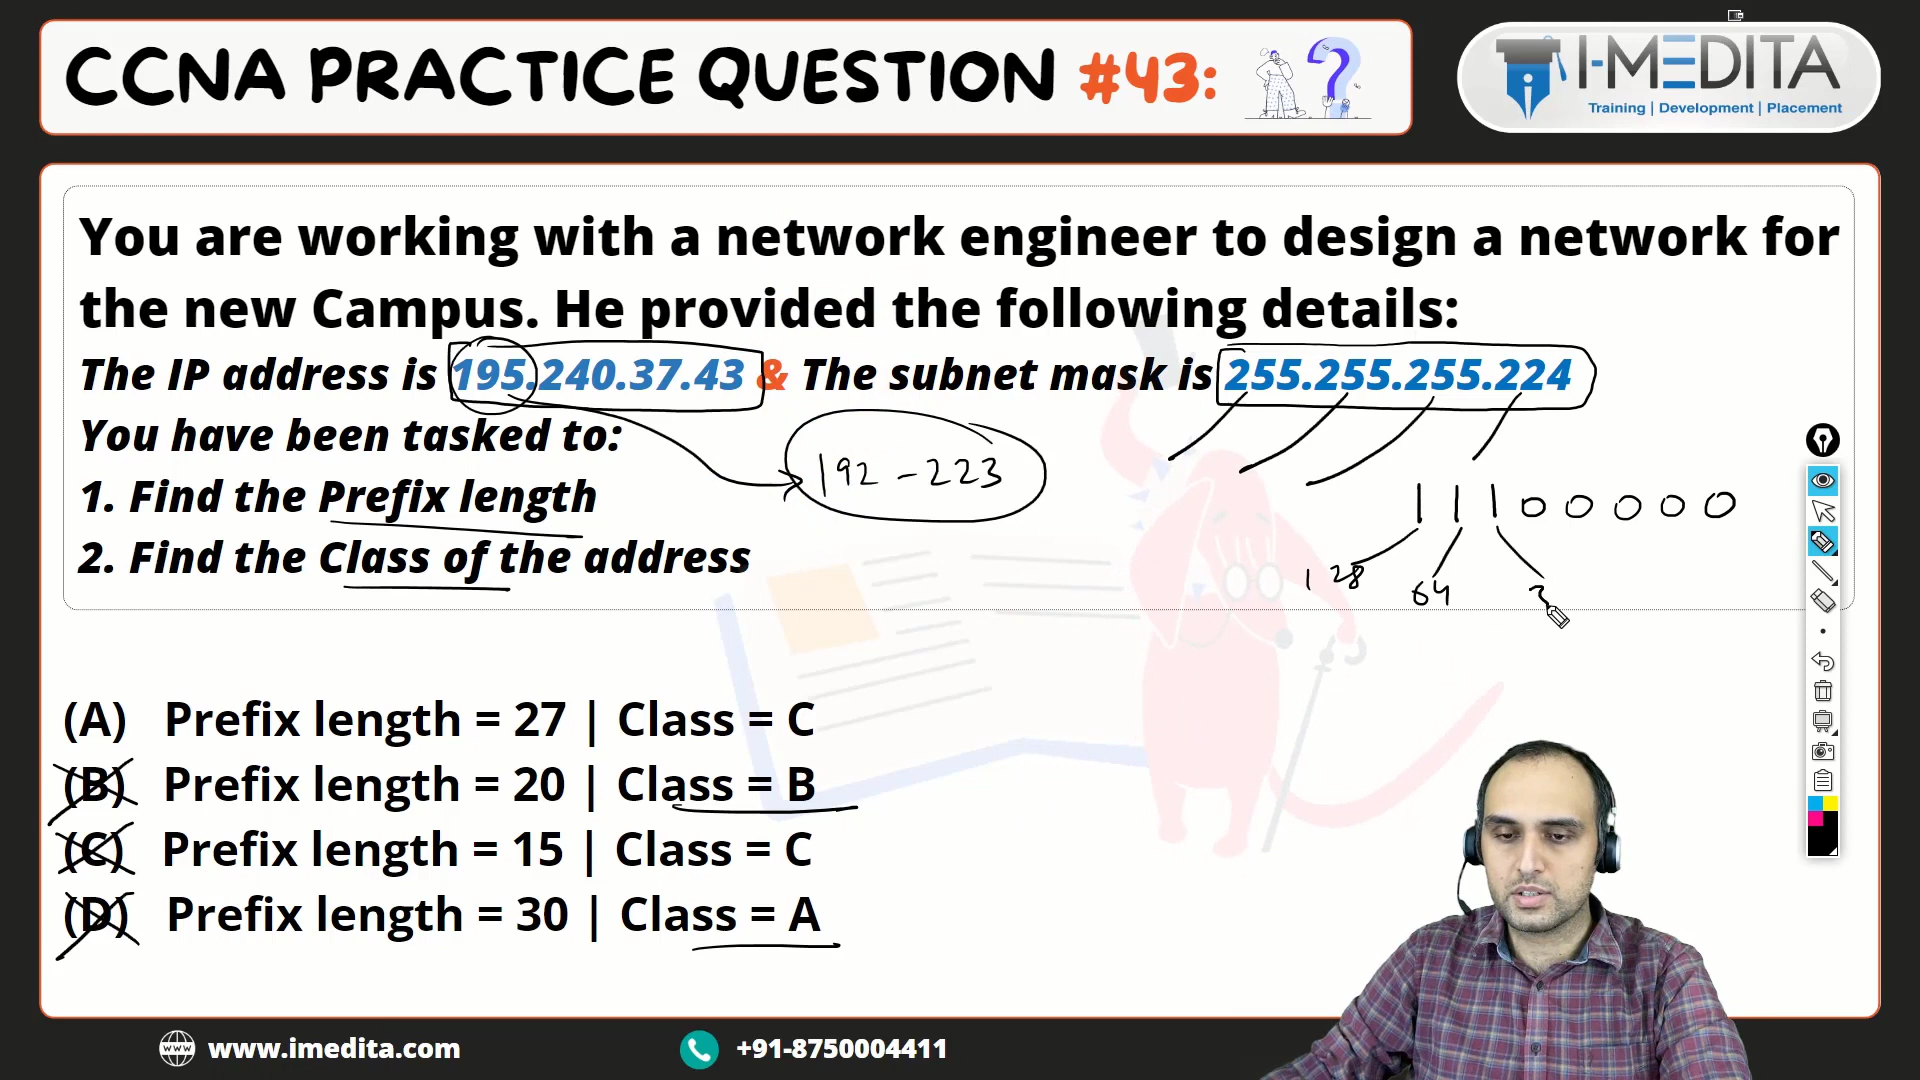 CCNA PRACTICE QUESTION #43:
I-MEDITA
Training | Development | Placement
You are working with a network engineer to design a network for
the new Campus. He provided the following details:
The IP address is 195.240.37.43 & The subnet mask is 255.255.255.224
You have been tasked to:
192 - 223
1. Find the Prefix length
1 1 1 0 0 0 0 0
2. Find the Class of the address
128 64 3
(A) Prefix length = 27 | Class = C
(B) Prefix length = 20 | Class = B
(C) Prefix length = 15 | Class = C
(D) Prefix length = 30 | Class = A
www.imedita.com
+91-8750004411